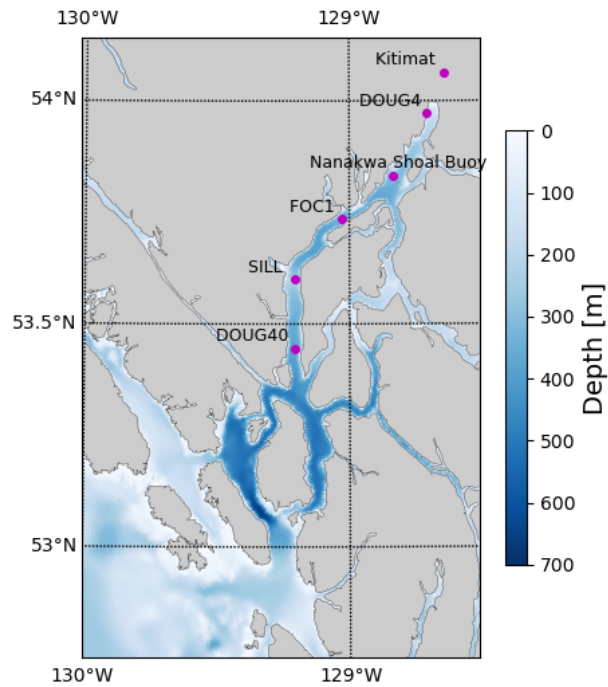 130°W 129°W
Kitimat
54°N
DOUG4
0
100
Nanakwa Shoal Buoy
FOC1
200
SILL
300
53.5°N
DOUG40
400
500
53°N
600
700
Depth [m]
130°W 129°W